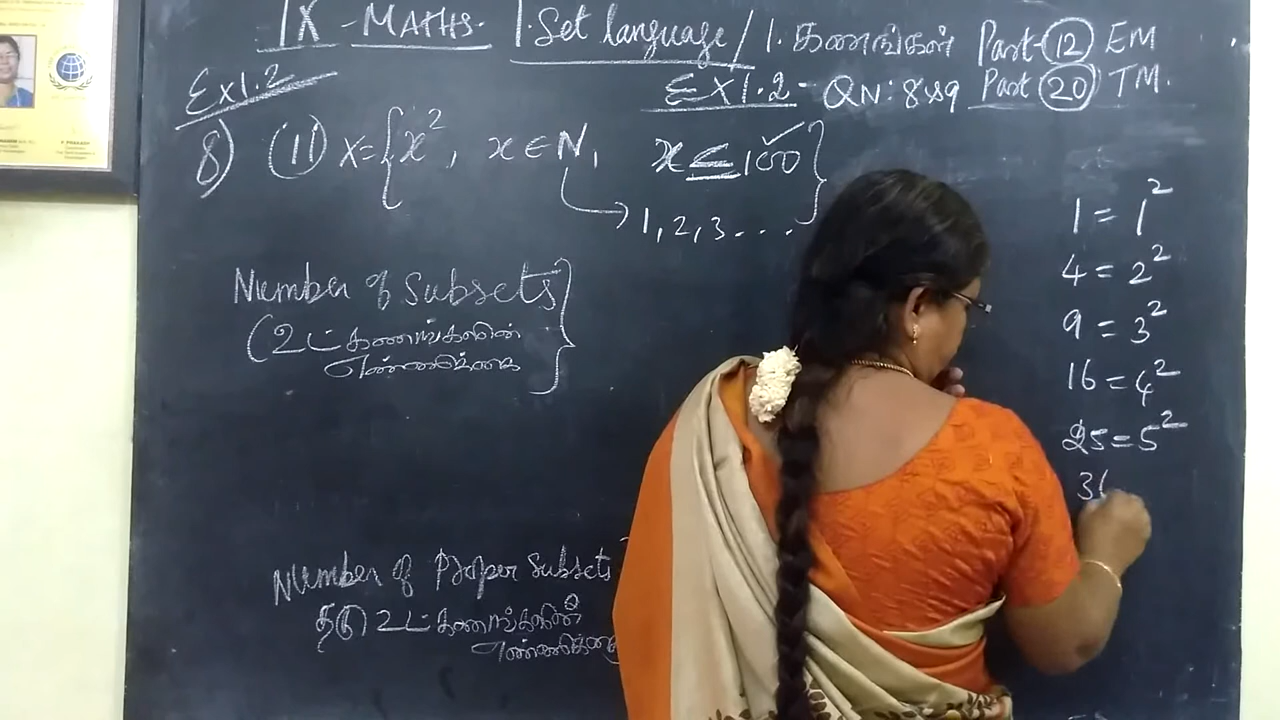 IX - MATHS. 1. Set language / 1. கணங்கள் Part-12 EM
Ex 1.2 - QN: 8&9 Part 20 TM.
Ex 1.2
8) (ii) X = {x², x ∈ N, x ≤ 100}
1, 2, 3 . . .
Number of Subsets
(உட்கணங்களின்
எண்ணிக்கை
Number of Proper Subsets
தகு உட்கணங்களின்
எண்ணிக்கை
1 = 1²
4 = 2²
9 = 3²
16 = 4²
25 = 5²